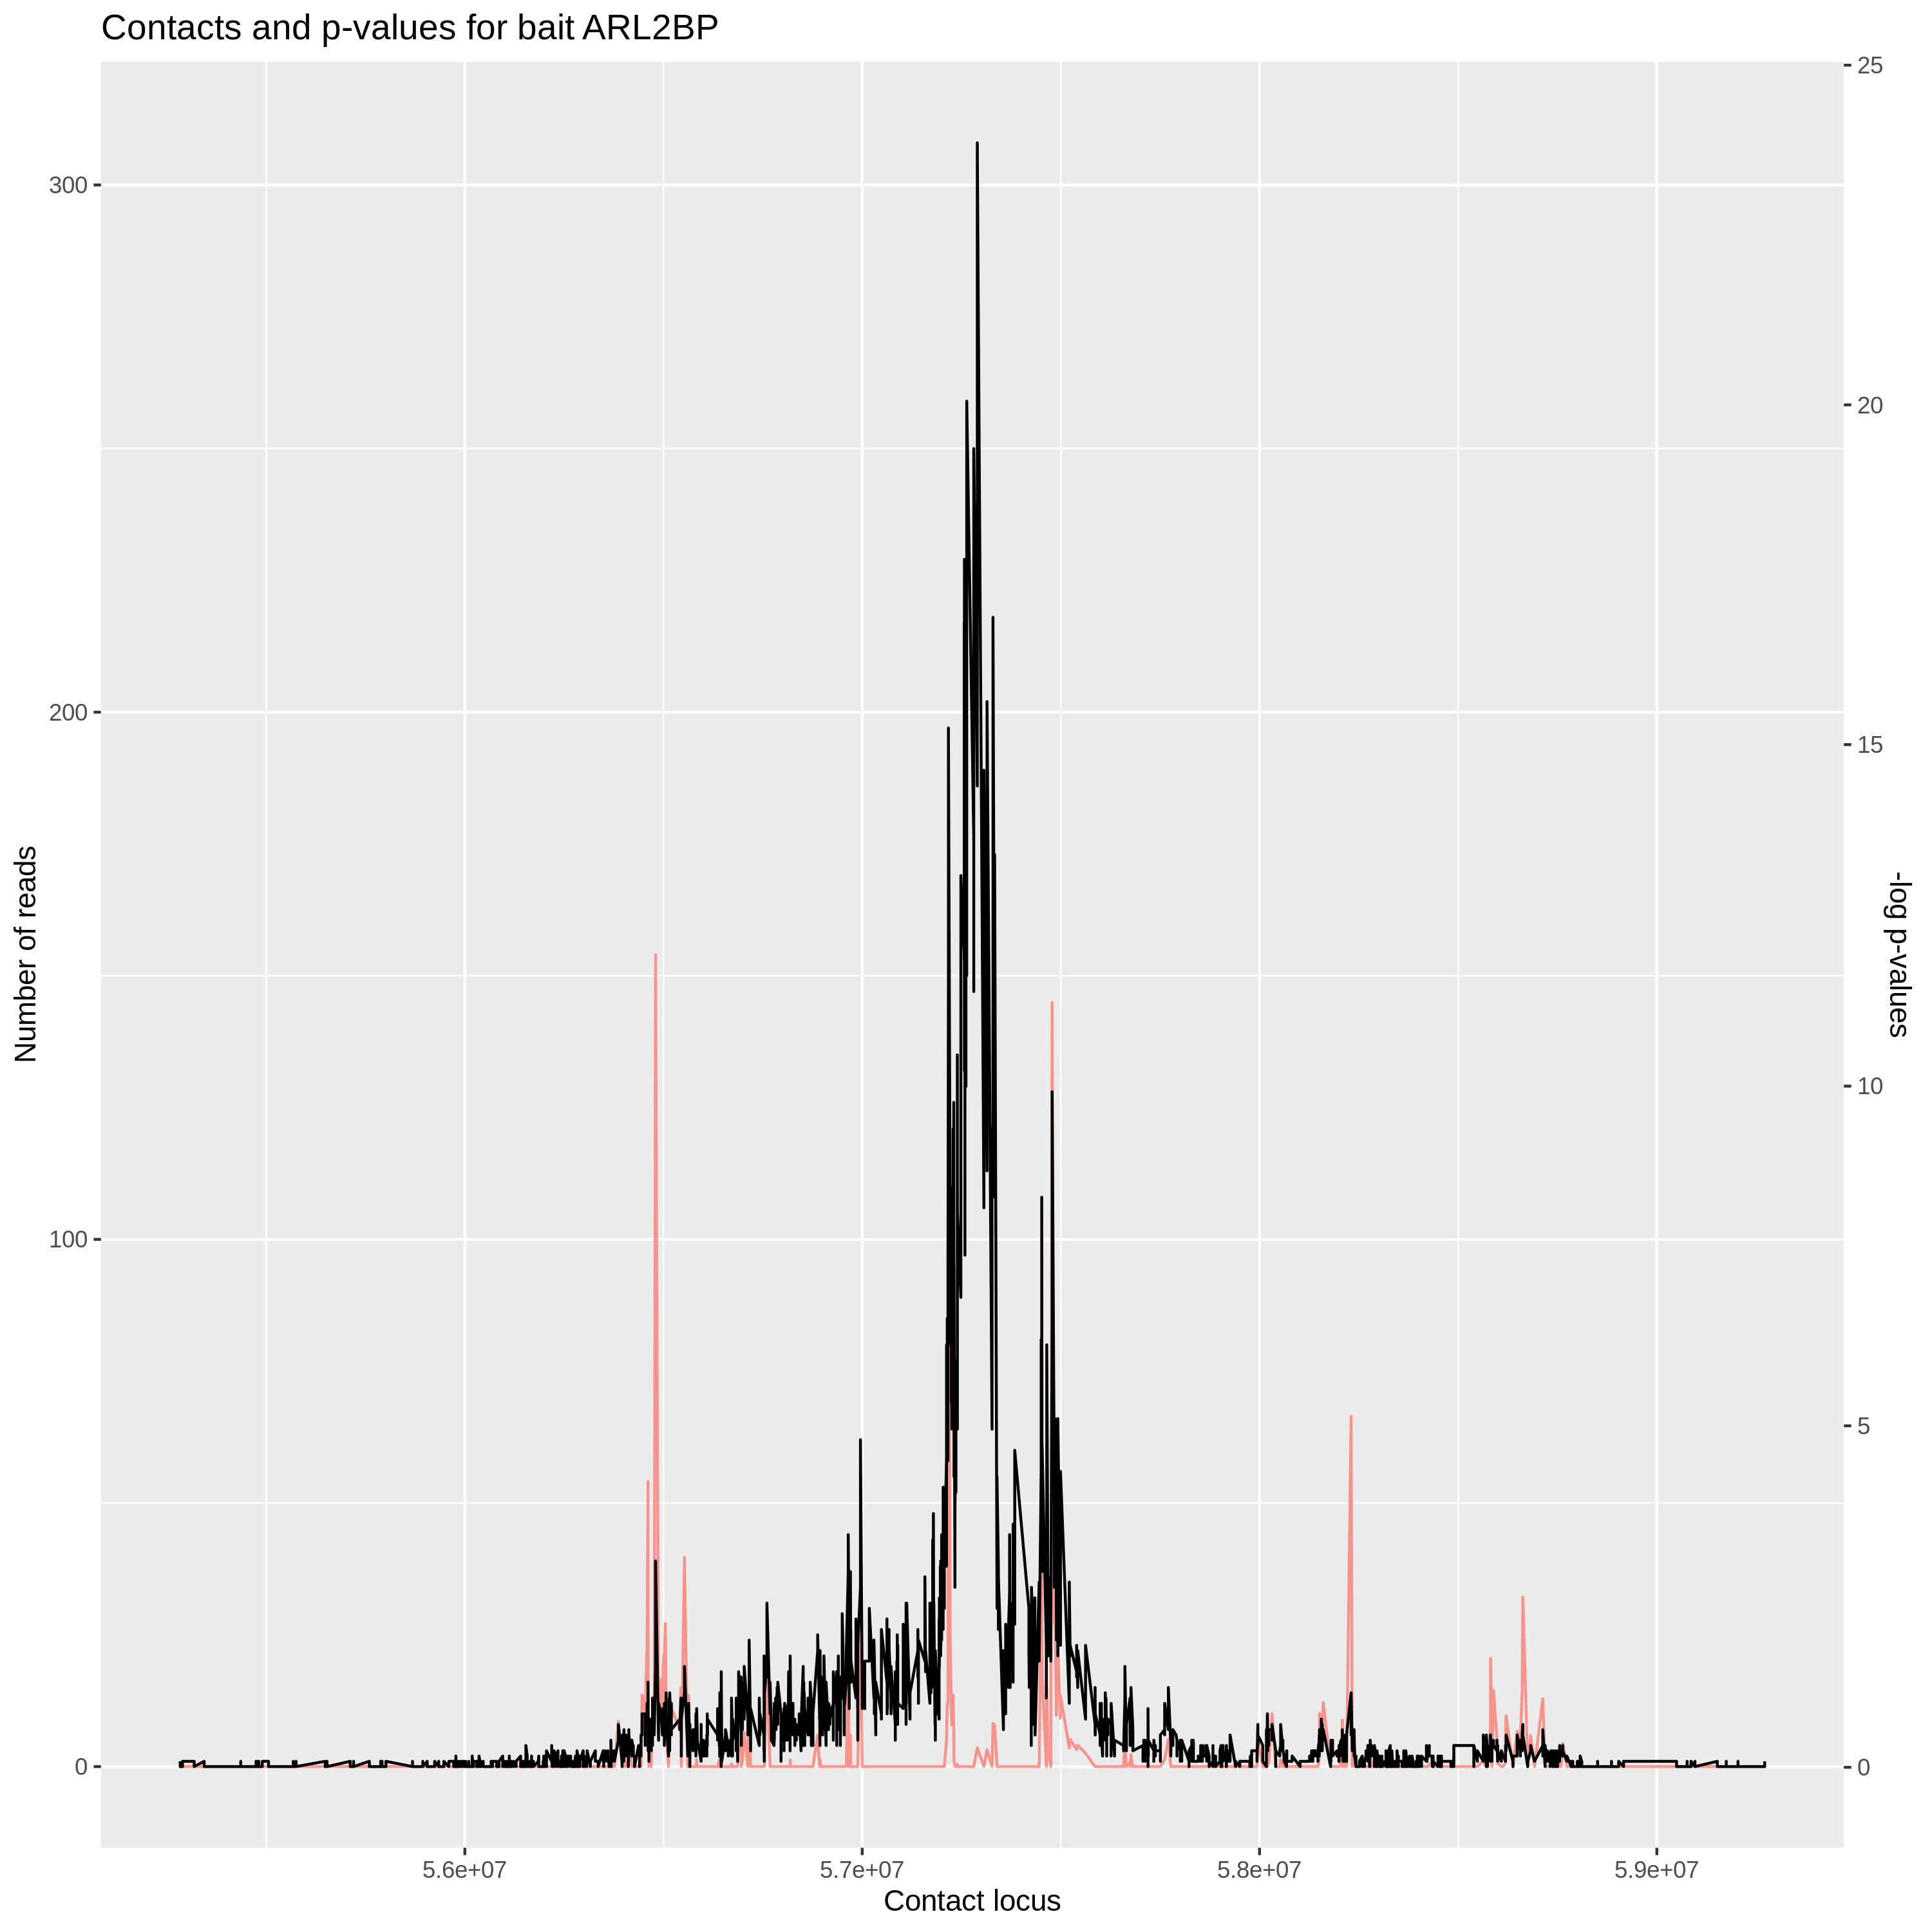 Contacts and p-values for bait ARL2BP
25
300
20
200
15
Number of reads
-log p-values
10
100
5
0
0
5.6e+07
5.7e+07
5.8e+07
5.9e+07
Contact locus